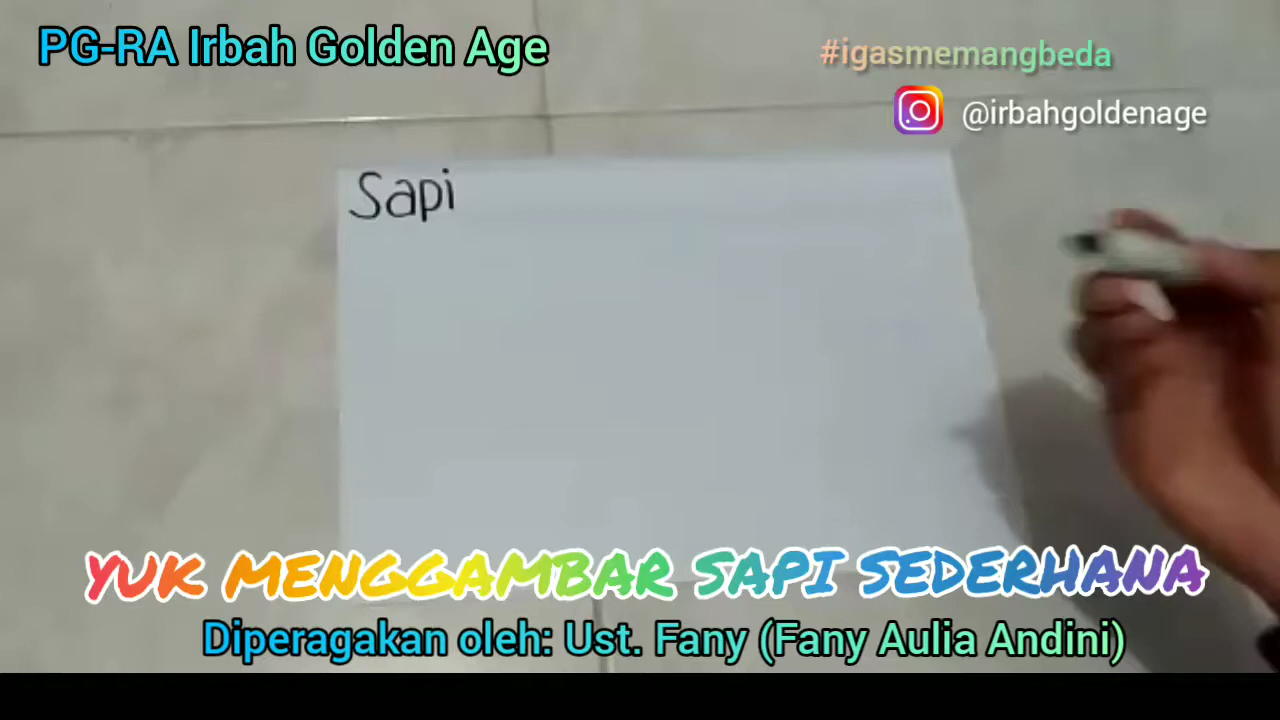 PG-RA Irbah Golden Age
#igasmemangbeda
@irbahgoldenage
Sapi
YUK MENGGAMBAR SAPI SEDERHANA
Diperagakan oleh: Ust. Fany (Fany Aulia Andini)